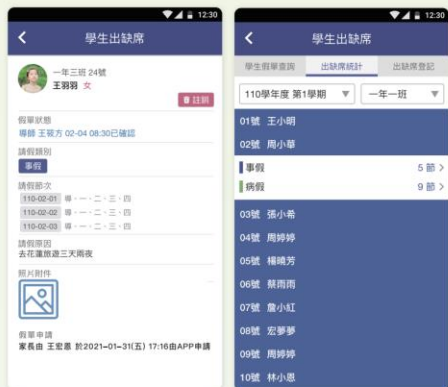 12:30
學生出缺席
一年三班 24號
王羽羽 女
註銷
假單狀態
導師 王筱方 02-04 08:30已確認
請假類別
事假
請假節次
110-02-01 導、一、二、三、四
110-02-02 導、一、二、三、四
110-02-03 導、一、二、三、四
請假原因
去花蓮旅遊三天兩夜
照片附件
假單申請
家長由 王宏恩 於2021-01-31(五) 17:16由APP申請
12:30
學生出缺席
學生假單查詢 出缺席統計 出缺席登記
110學年度 第1學期 一年一班
01號 王小明
02號 周小華
事假 5 節 >
病假 9 節 >
03號 張小希
04號 周婷婷
05號 楊曉芳
06號 蔡雨雨
07號 詹小紅
08號 宏夢夢
09號 周婷婷
10號 林小恩